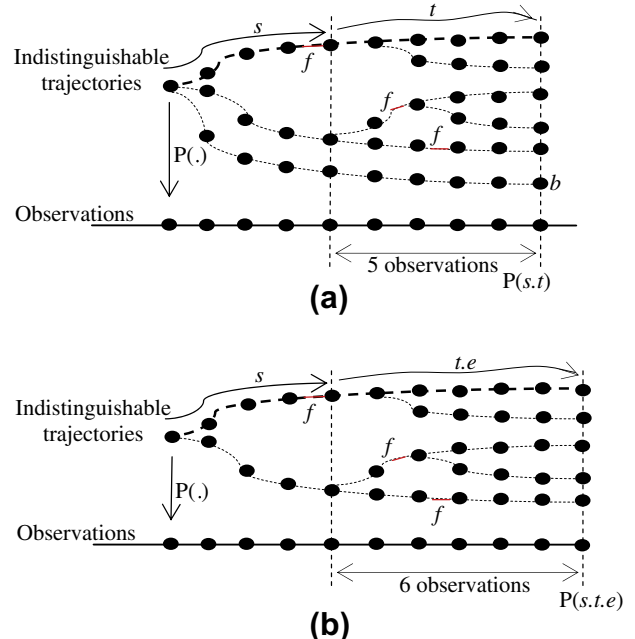 s
t
Indistinguishable
trajectories
f
f
f
P(.)
b
Observations
5 observations
P(s.t)
(a)
s
t.e
Indistinguishable
trajectories
f
f
P(.)
f
Observations
6 observations
P(s.t.e)
(b)